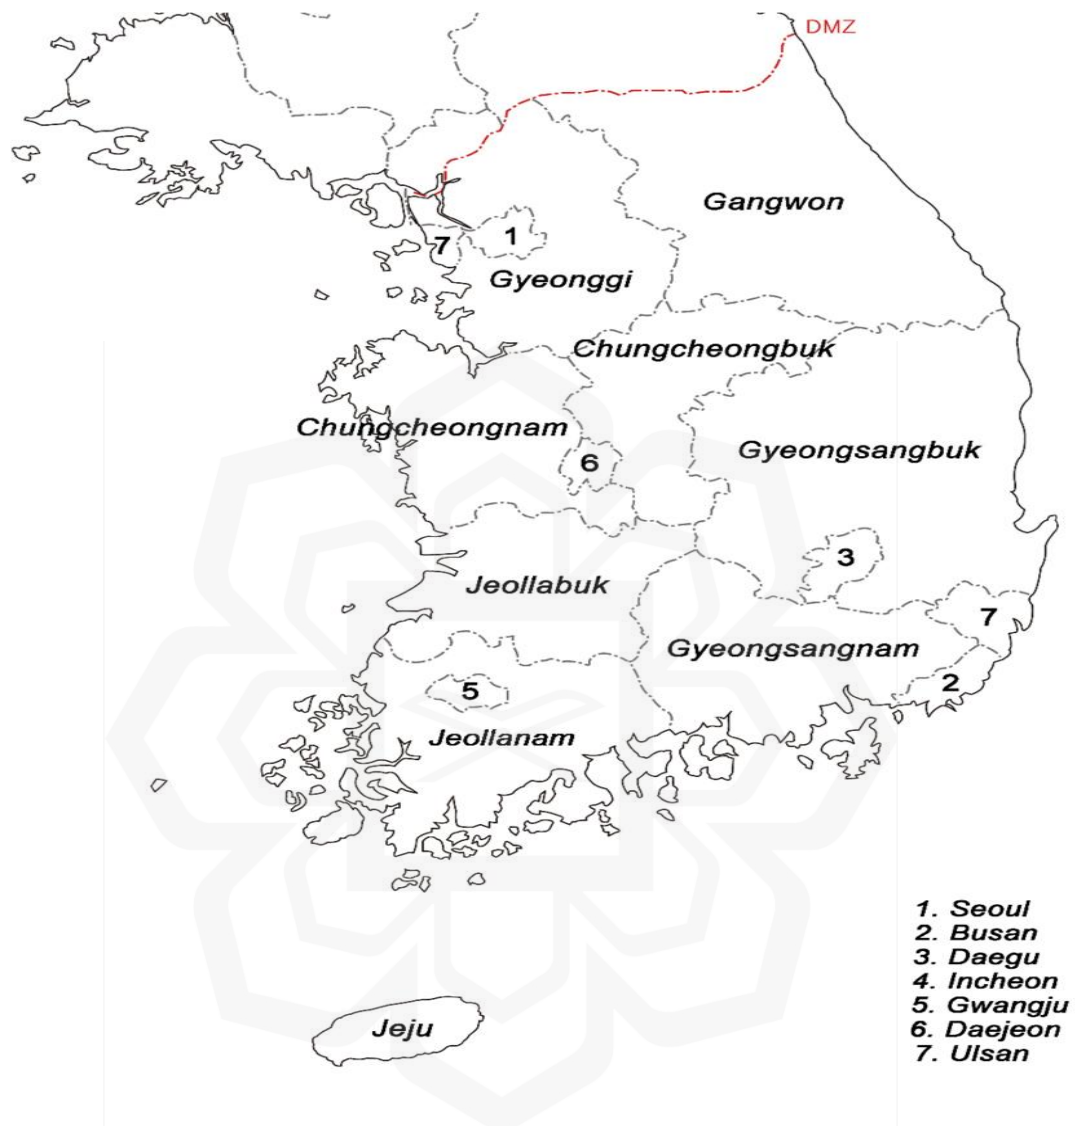 DMZ
Gangwon
7
1
Gyeonggi
Chungcheongbuk
Chungcheongnam
Gyeongsangbuk
6
3
Jeollabuk
7
Gyeongsangnam
2
5
Jeollanam
1. Seoul
2. Busan
3. Daegu
4. Incheon
5. Gwangju
6. Daejeon
7. Ulsan
Jeju